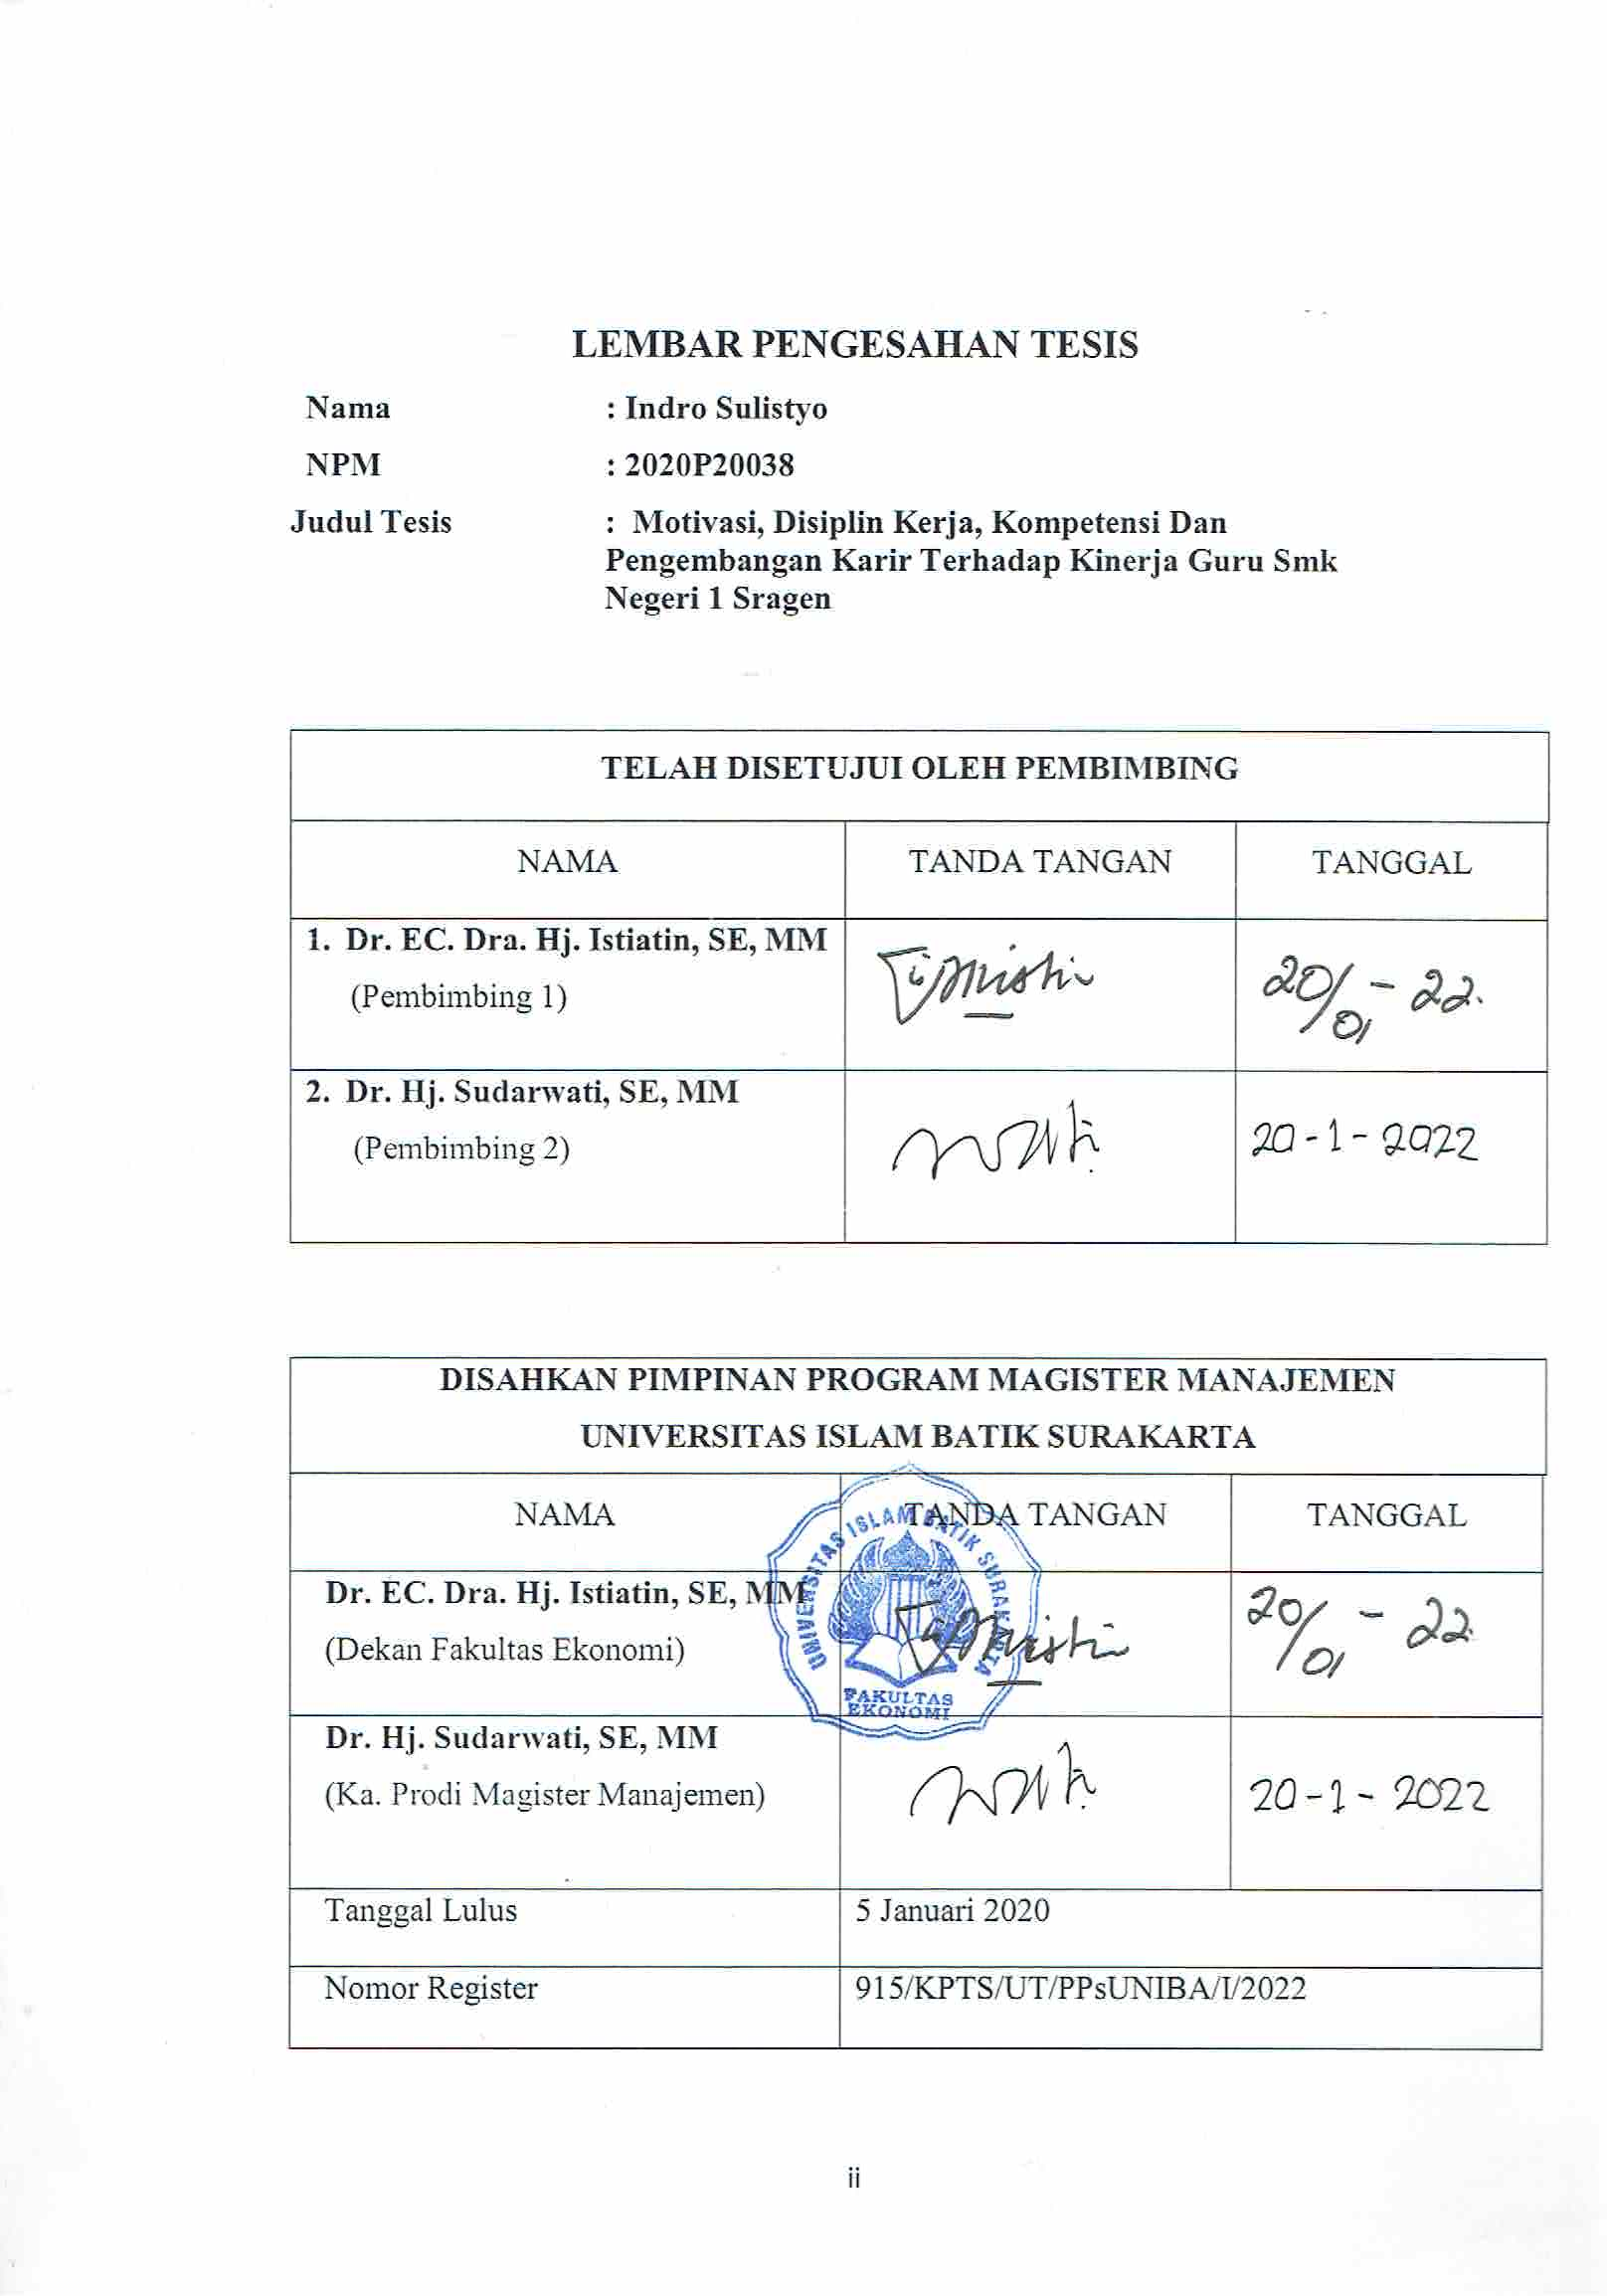 LEMBAR PENGESAHAN TESIS
Nama : Indro Sulistyo
NPM : 2020P20038
Judul Tesis : Motivasi, Disiplin Kerja, Kompetensi Dan
Pengembangan Karir Terhadap Kinerja Guru Smk
Negeri 1 Sragen
TELAH DISETUJUI OLEH PEMBIMBING
NAMA TANDA TANGAN TANGGAL
1. Dr. EC. Dra. Hj. Istiatin, SE, MM
(Pembimbing 1) 20/01 - 22.
2. Dr. Hj. Sudarwati, SE, MM
(Pembimbing 2) 20-1-2022
DISAHKAN PIMPINAN PROGRAM MAGISTER MANAJEMEN
UNIVERSITAS ISLAM BATIK SURAKARTA
NAMA TANDA TANGAN TANGGAL
UNIVERSITAS ISLAM BATIK SURAKARTA
FAKULTAS
EKONOMI
Dr. EC. Dra. Hj. Istiatin, SE, MM
(Dekan Fakultas Ekonomi) 20/01 - 22
Dr. Hj. Sudarwati, SE, MM
(Ka. Prodi Magister Manajemen) 20-1-2022
Tanggal Lulus 5 Januari 2020
Nomor Register 915/KPTS/UT/PPsUNIBA/I/2022
ii